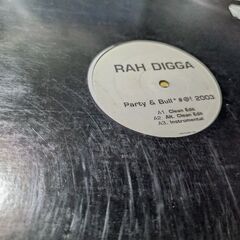 RAH DIGGA
Party & Bull* #@! 2003
A1. Clean Edit
A2. Alt. Clean Edit
A3. Instrumental